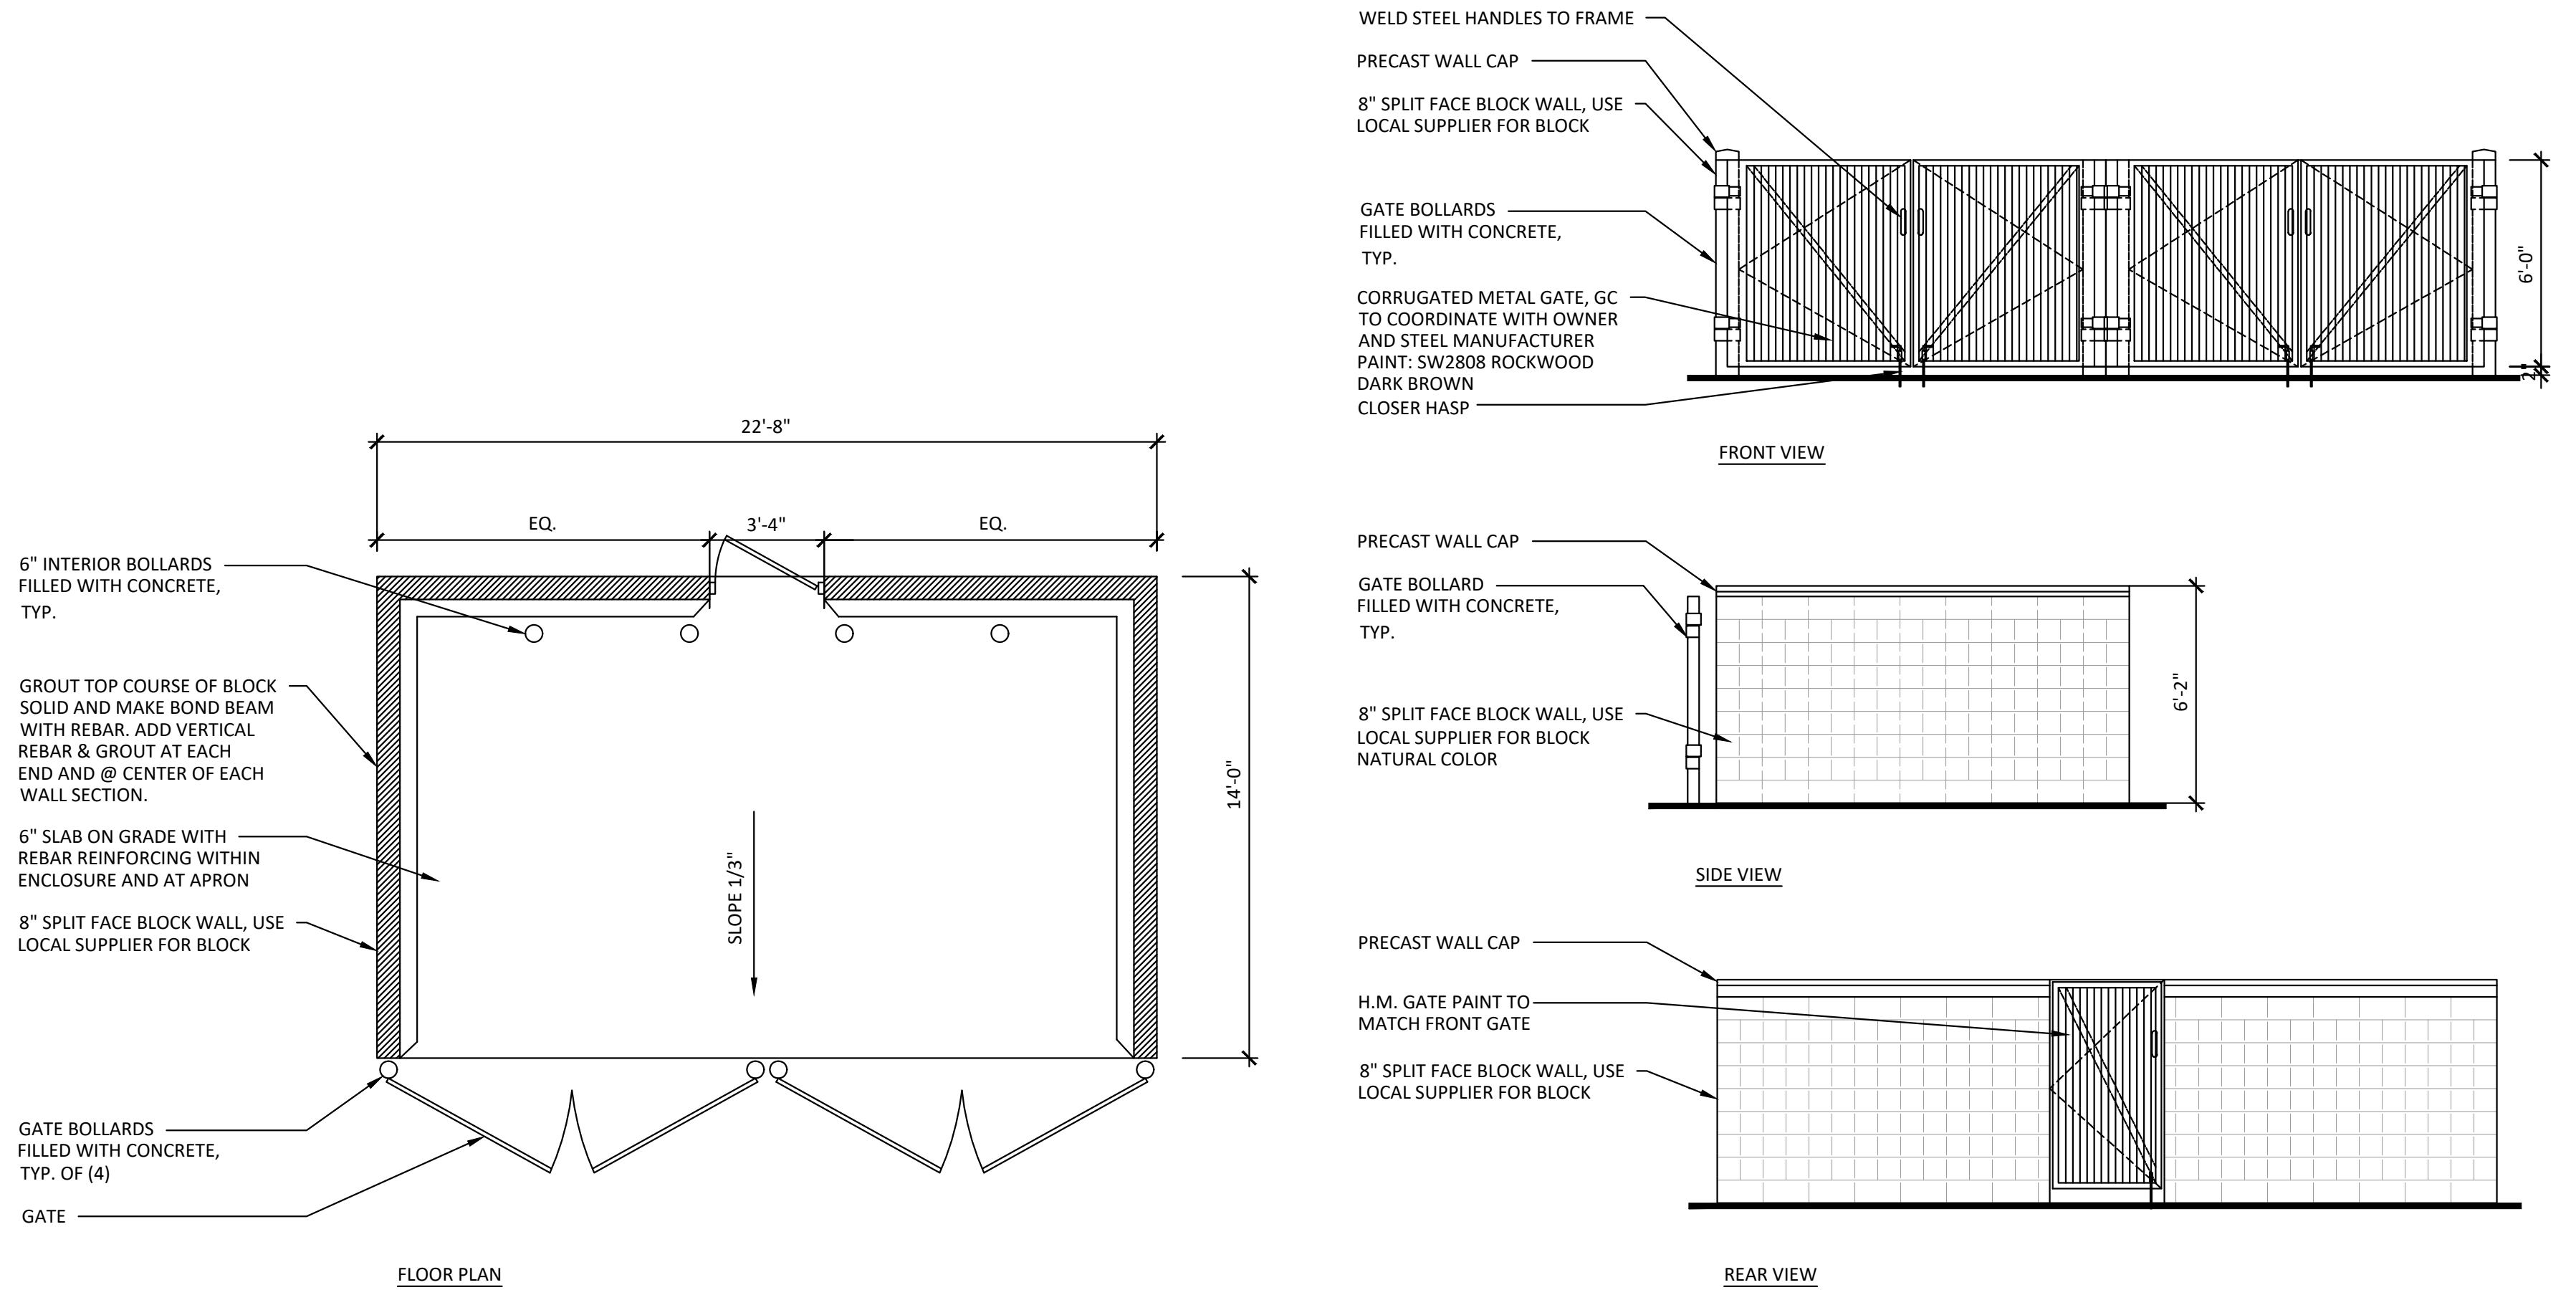 22'-8"
EQ.
3'-4"
EQ.
6" INTERIOR BOLLARDS
FILLED WITH CONCRETE,
TYP.
GROUT TOP COURSE OF BLOCK
SOLID AND MAKE BOND BEAM
WITH REBAR. ADD VERTICAL
REBAR & GROUT AT EACH
END AND @ CENTER OF EACH
WALL SECTION.
6" SLAB ON GRADE WITH
REBAR REINFORCING WITHIN
ENCLOSURE AND AT APRON
8" SPLIT FACE BLOCK WALL, USE
LOCAL SUPPLIER FOR BLOCK
GATE BOLLARDS
FILLED WITH CONCRETE,
TYP. OF (4)
GATE
SLOPE 1/3"
14'-0"
FLOOR PLAN
WELD STEEL HANDLES TO FRAME
PRECAST WALL CAP
8" SPLIT FACE BLOCK WALL, USE
LOCAL SUPPLIER FOR BLOCK
GATE BOLLARDS
FILLED WITH CONCRETE,
TYP.
CORRUGATED METAL GATE, GC
TO COORDINATE WITH OWNER
AND STEEL MANUFACTURER
PAINT: SW2808 ROCKWOOD
DARK BROWN
CLOSER HASP
6'-0"
2"
FRONT VIEW
PRECAST WALL CAP
GATE BOLLARD
FILLED WITH CONCRETE,
TYP.
8" SPLIT FACE BLOCK WALL, USE
LOCAL SUPPLIER FOR BLOCK
NATURAL COLOR
6'-2"
SIDE VIEW
PRECAST WALL CAP
H.M. GATE PAINT TO
MATCH FRONT GATE
8" SPLIT FACE BLOCK WALL, USE
LOCAL SUPPLIER FOR BLOCK
REAR VIEW